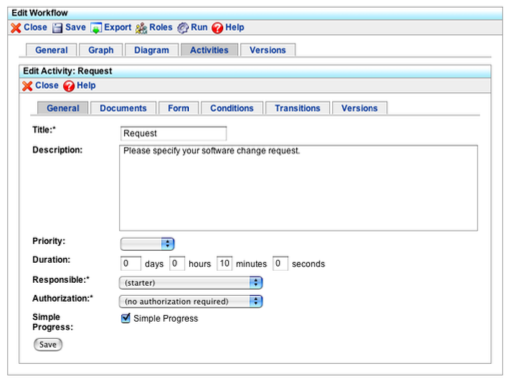 Edit Workflow
Close Save Export Roles Run Help
General Graph Diagram Activities Versions
Edit Activity: Request
Close Help
General Documents Form Conditions Transitions Versions
Title:* Request
Description: Please specify your software change request.
Priority:
Duration: 0 days 0 hours 10 minutes 0 seconds
Responsible:* (starter)
Authorization:* (no authorization required)
Simple Progress: Simple Progress
Save